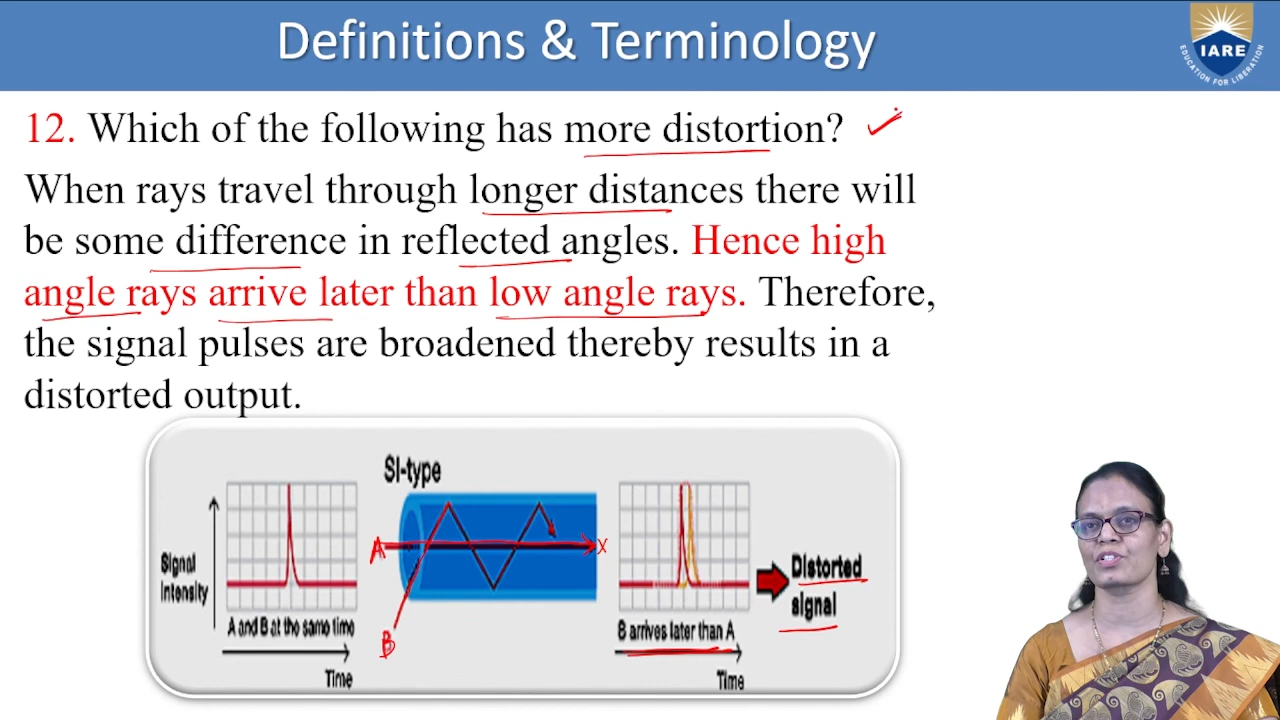 Definitions & Terminology
IARE
EDUCATION FOR LIBERATION
12. Which of the following has more distortion?
When rays travel through longer distances there will
be some difference in reflected angles. Hence high
angle rays arrive later than low angle rays. Therefore,
the signal pulses are broadened thereby results in a
distorted output.
SI-type
Signal
Intensity
A
B
X
A and B at the same time
Time
B arrives later than A
Time
Distorted
signal